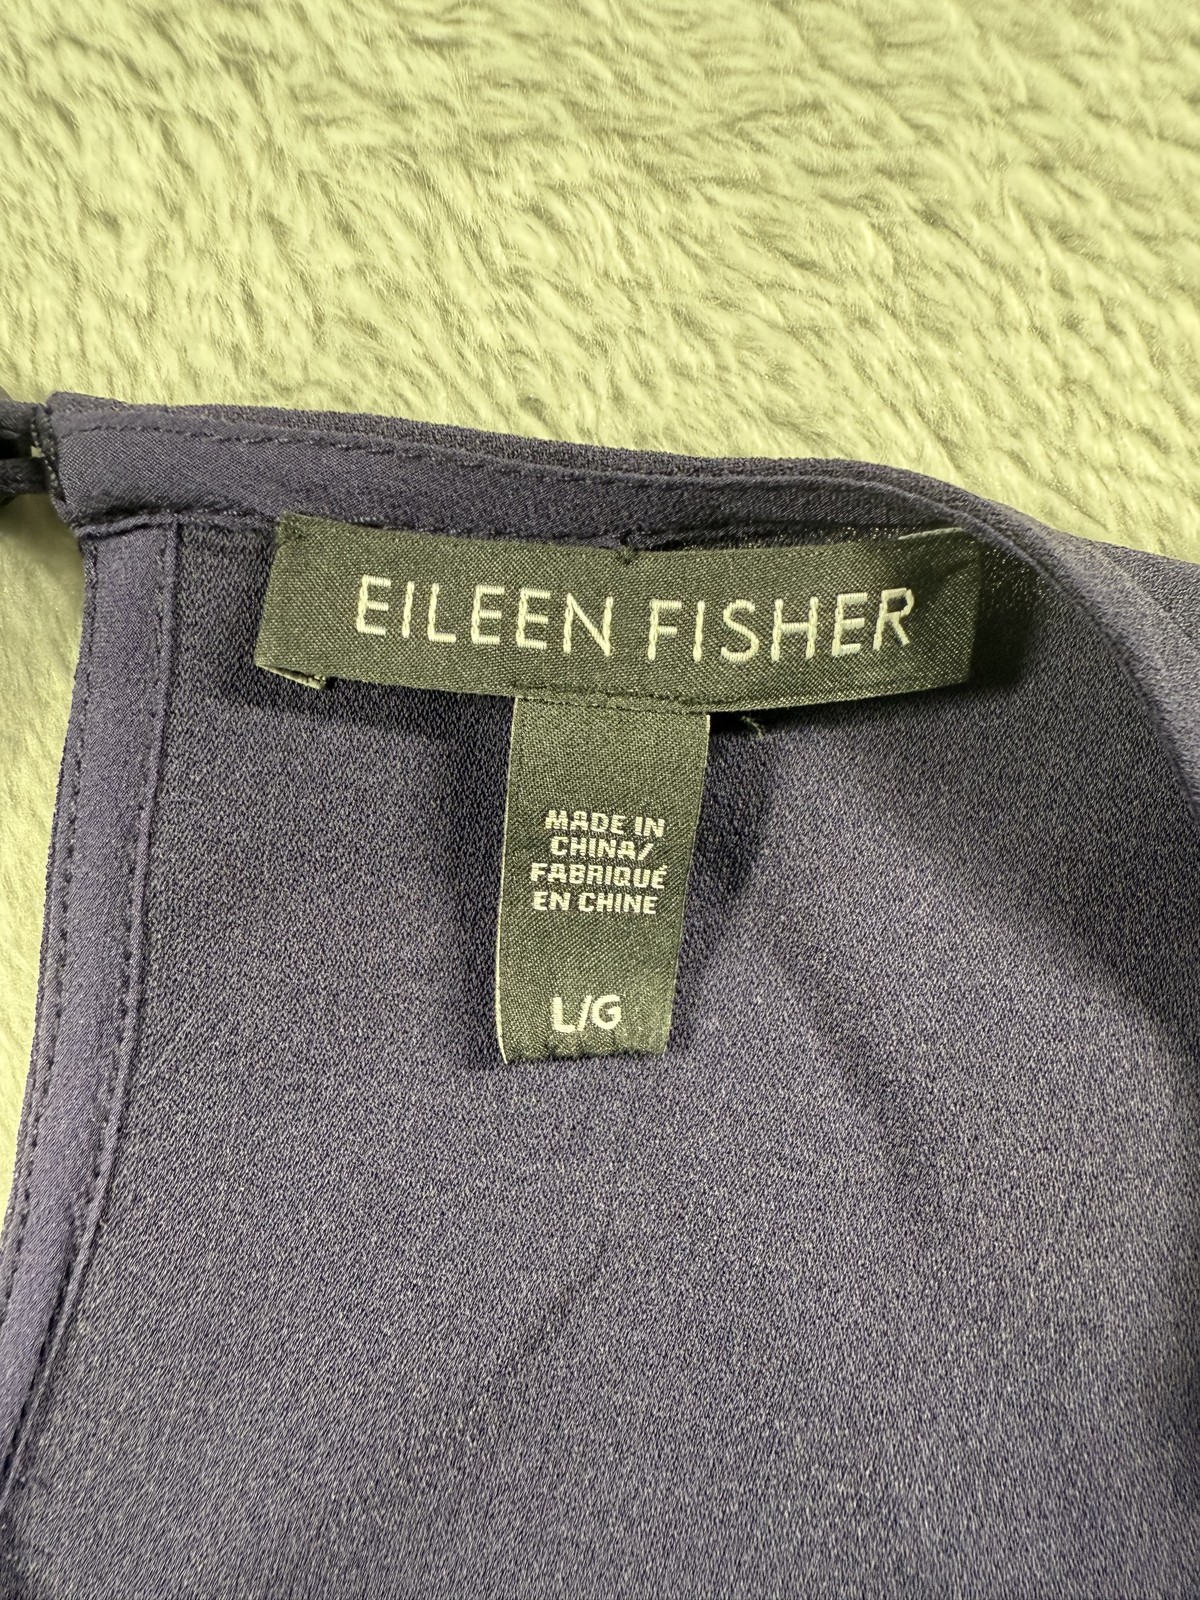 EILEEN FISHER
MADE IN
CHINA/
FABRIQUÉ
EN CHINE
L/G